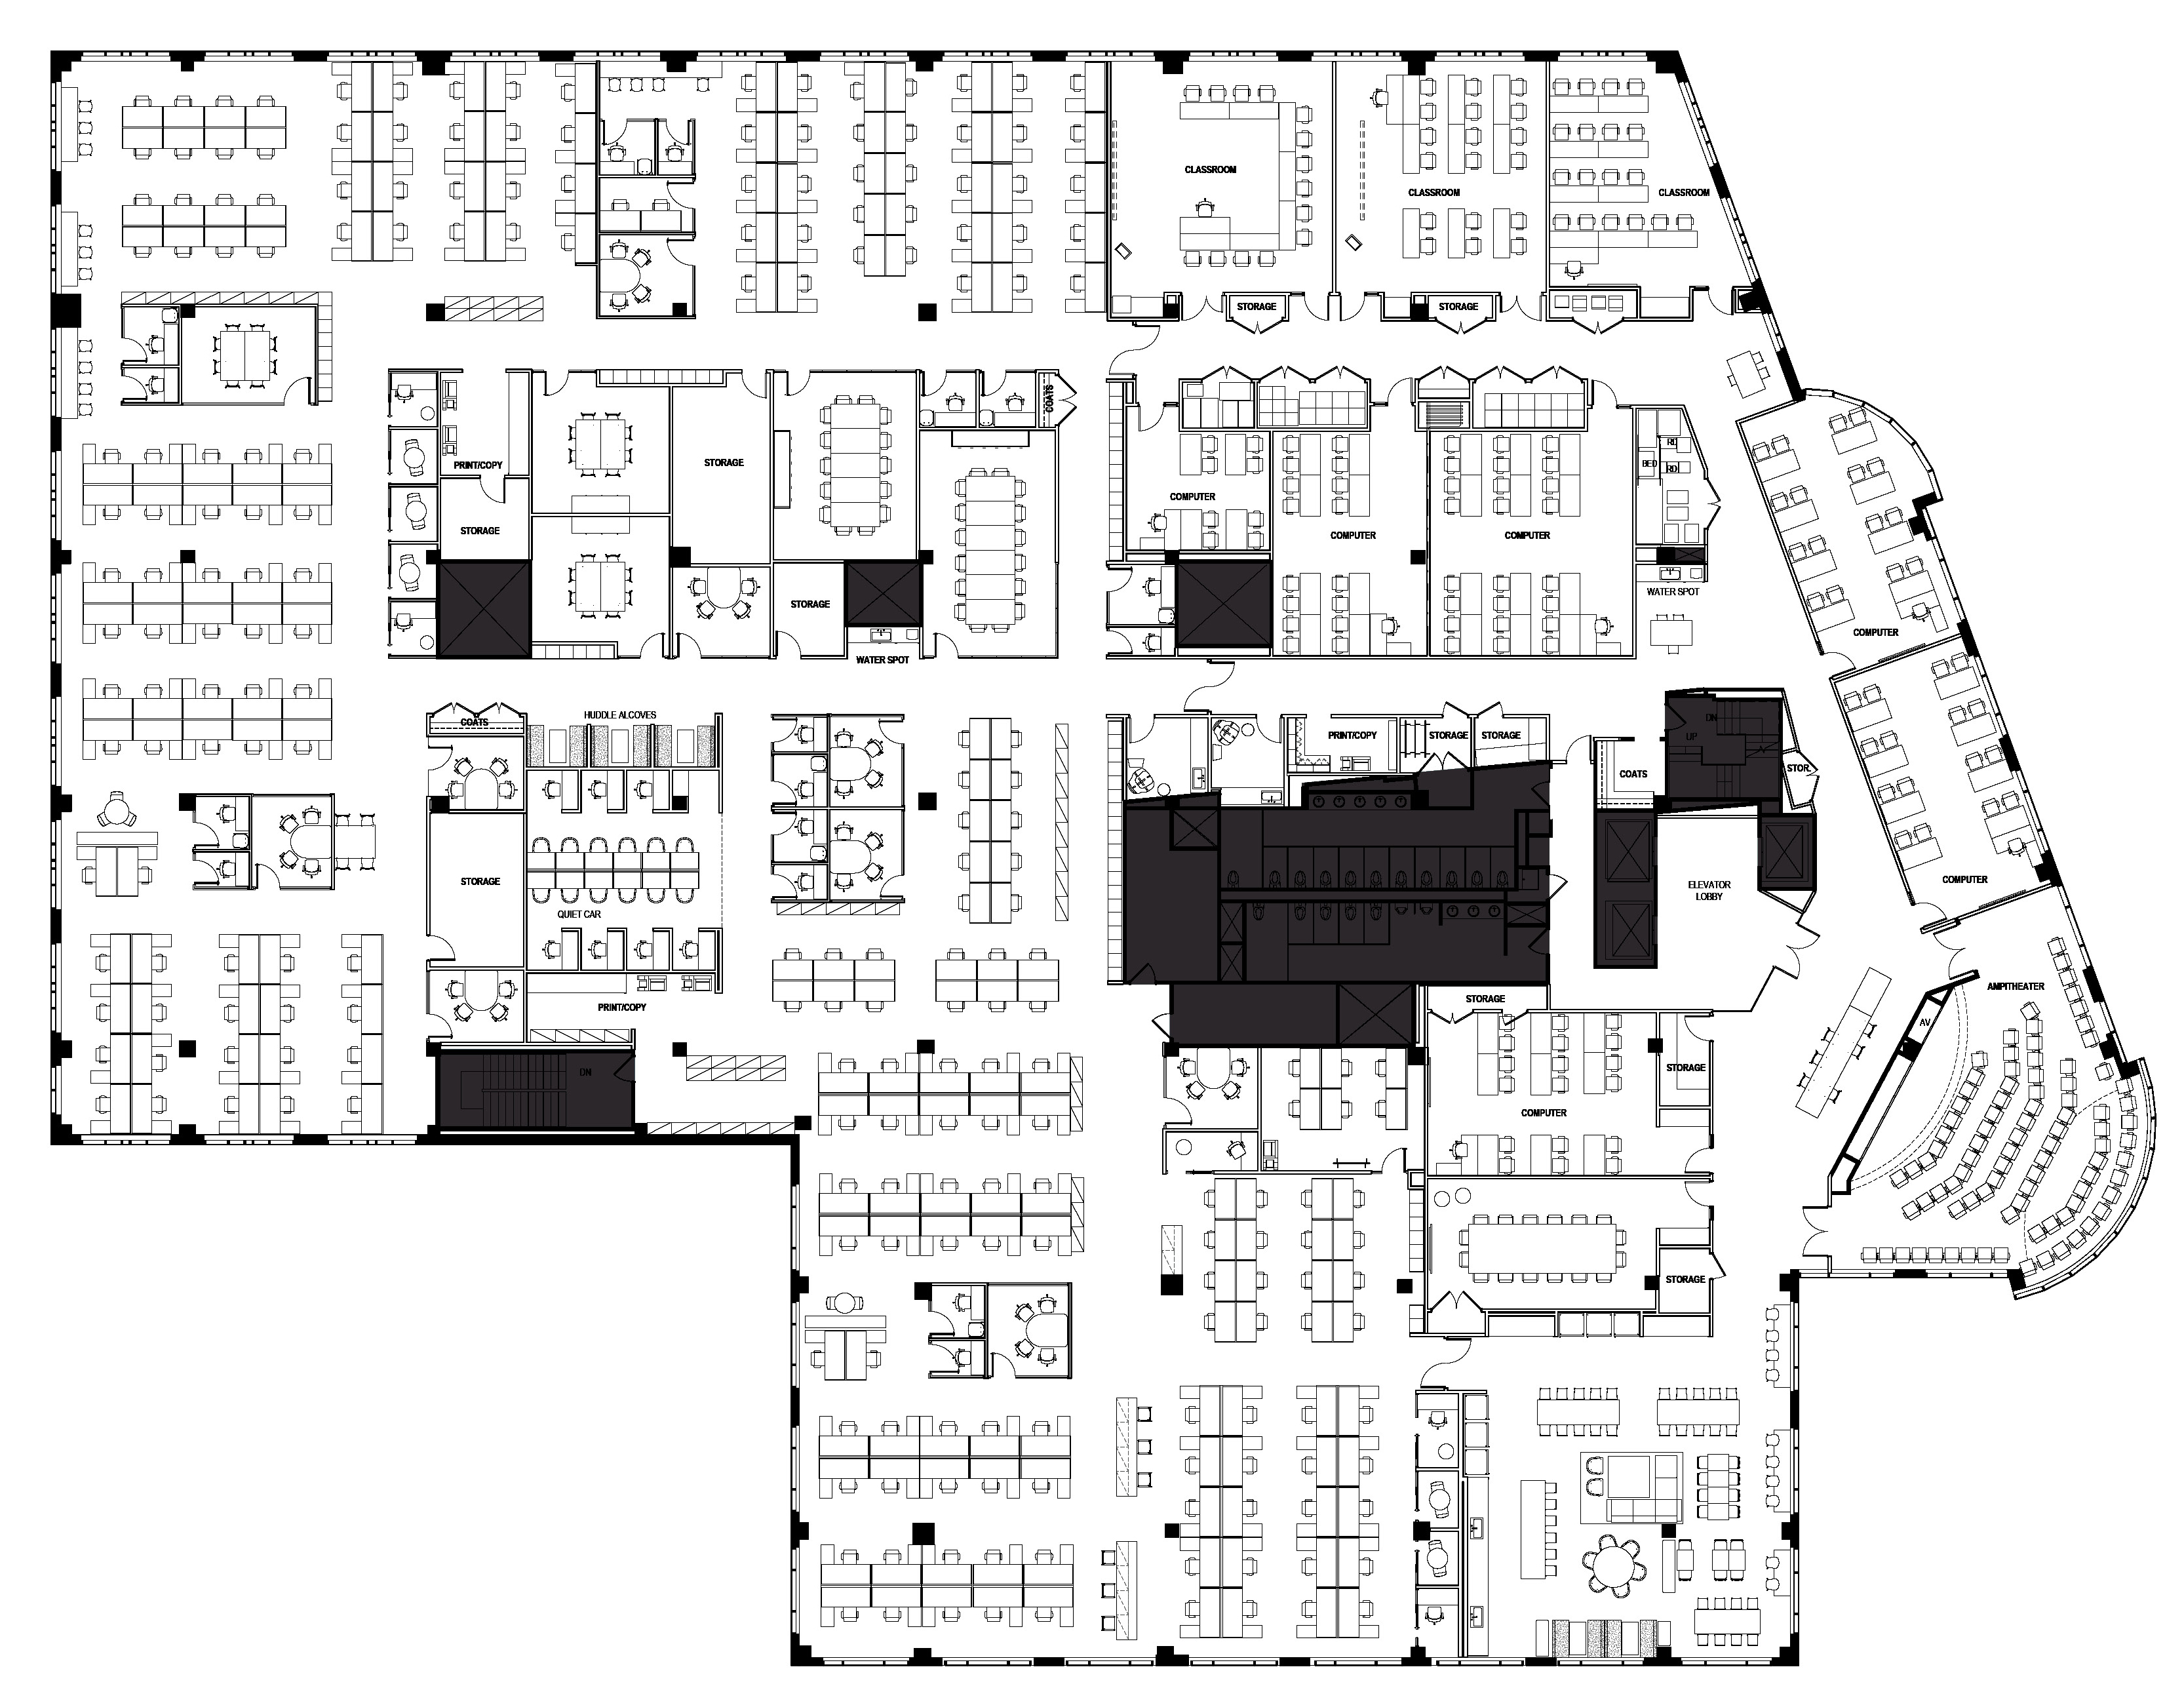 CLASSROOM
CLASSROOM
CLASSROOM
STORAGE
STORAGE
COATS
PRINT/COPY
STORAGE
STORAGE
STORAGE
WATER SPOT
COMPUTER
COMPUTER
COMPUTER
RD
BED
RD
WATER SPOT
COMPUTER
COATS
HUDDLE ALCOVES
PRINT/COPY
STORAGE
STORAGE
DN
UP
COATS
STOR.
STORAGE
QUIET CAR
ELEVATOR
LOBBY
COMPUTER
PRINT/COPY
STORAGE
AMPITHEATER
AV
DN
STORAGE
COMPUTER
STORAGE